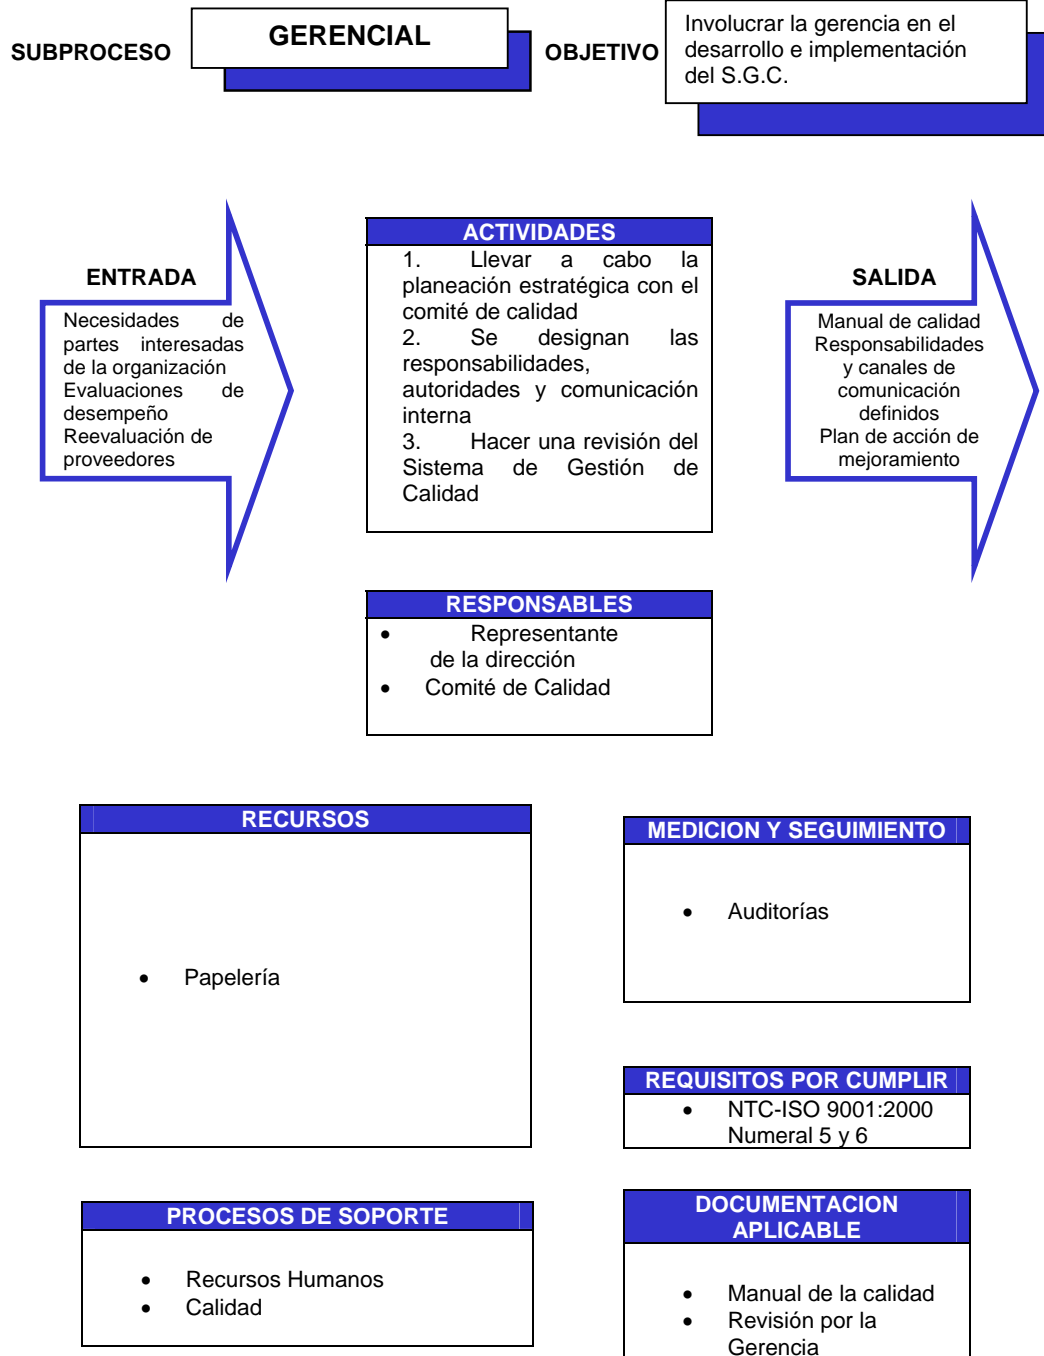 SUBPROCESO
GERENCIAL
OBJETIVO
Involucrar la gerencia en el
desarrollo e implementación
del S.G.C.
ENTRADA
Necesidades de
partes interesadas
de la organización
Evaluaciones de
desempeño
Reevaluación de
proveedores
ACTIVIDADES
1. Llevar a cabo la
planeación estratégica con el
comité de calidad
2. Se designan las
responsabilidades,
autoridades y comunicación
interna
3. Hacer una revisión del
Sistema de Gestión de
Calidad
SALIDA
Manual de calidad
Responsabilidades
y canales de
comunicación
definidos
Plan de acción de
mejoramiento
RESPONSABLES
• Representante
de la dirección
• Comité de Calidad
RECURSOS
• Papelería
MEDICION Y SEGUIMIENTO
• Auditorías
REQUISITOS POR CUMPLIR
• NTC-ISO 9001:2000
Numeral 5 y 6
PROCESOS DE SOPORTE
• Recursos Humanos
• Calidad
DOCUMENTACION
APLICABLE
• Manual de la calidad
• Revisión por la
Gerencia